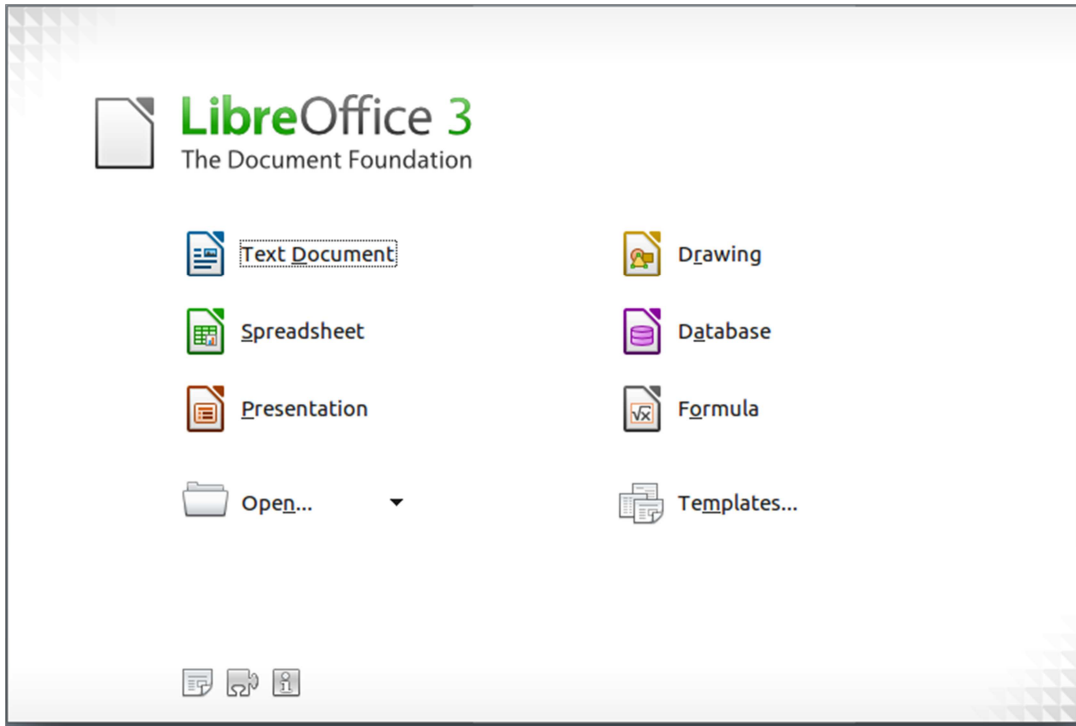 LibreOffice 3
The Document Foundation
Text Document
Drawing
Spreadsheet
Database
Presentation
Formula
Open...
Templates...